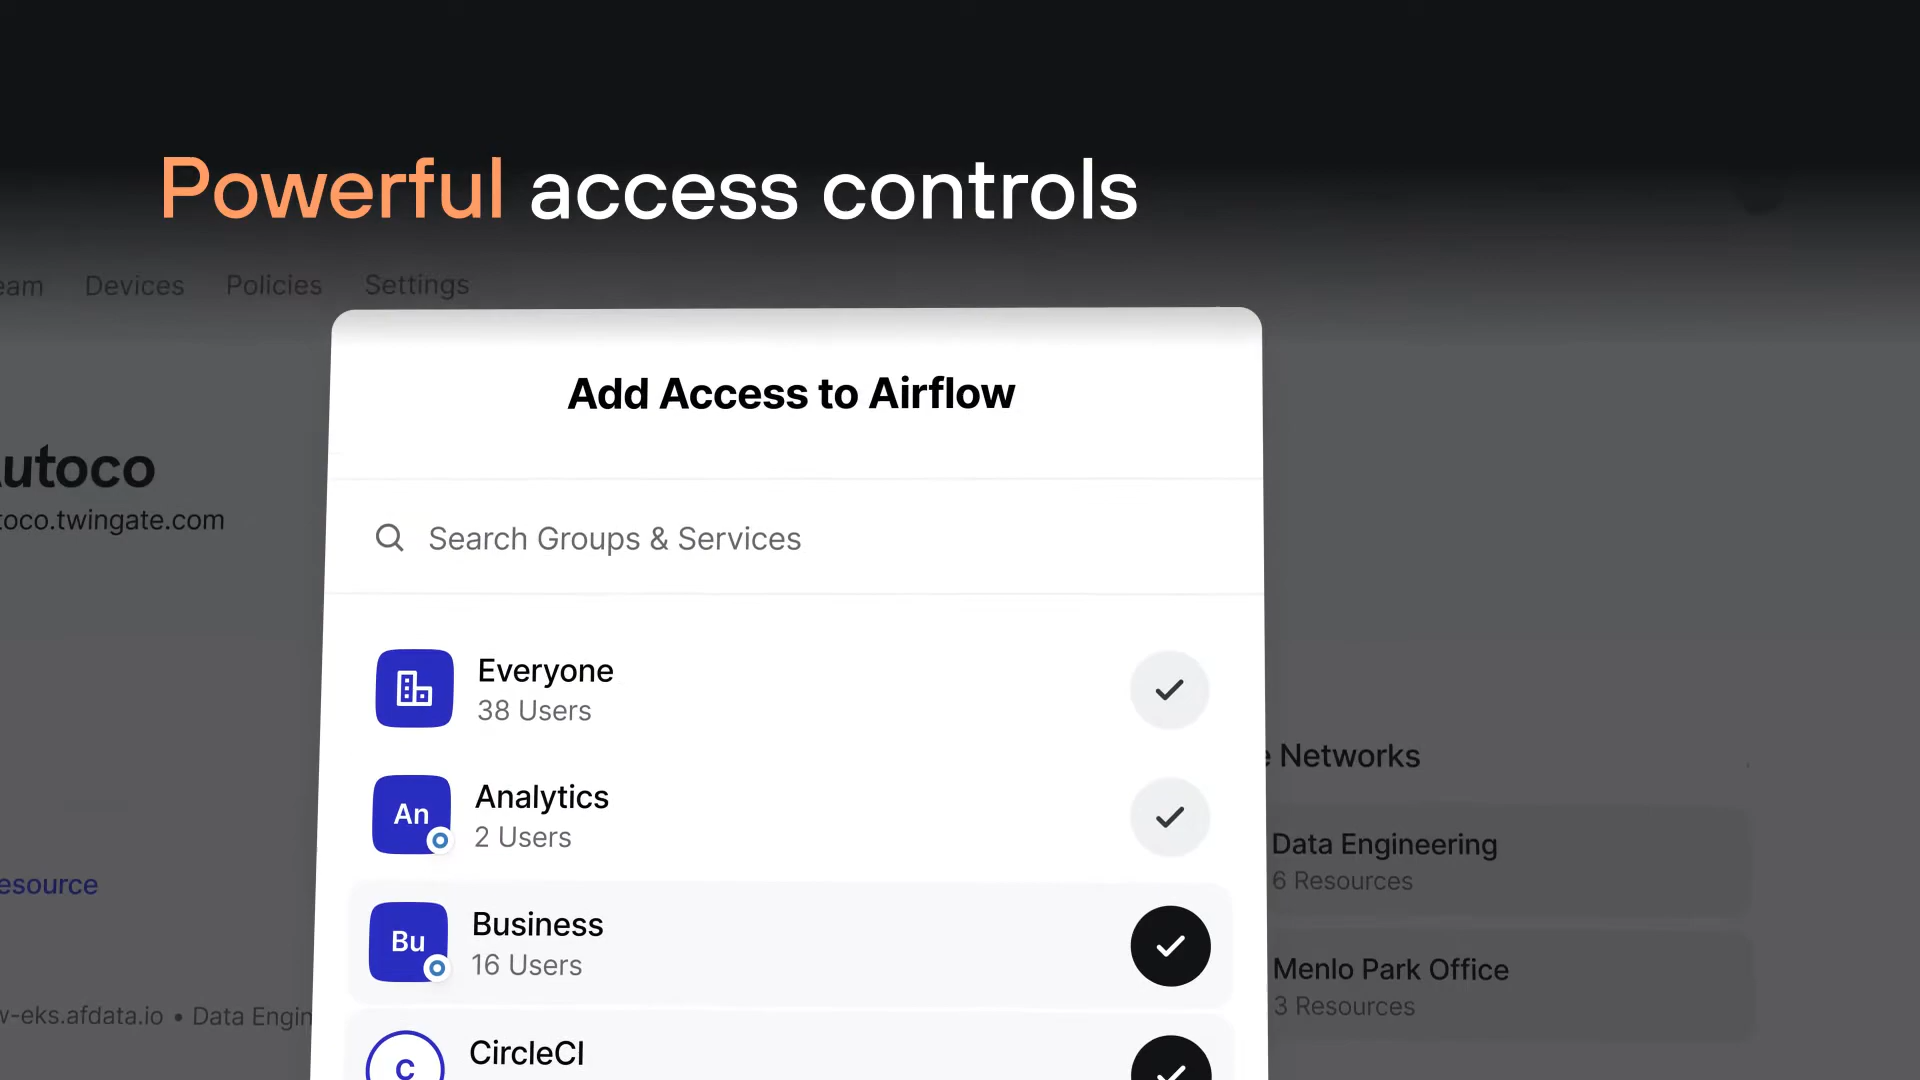 Powerful access controls
eam Devices Policies Settings
Add Access to Airflow
utoco
toco.twingate.com
Search Groups & Services
Everyone
38 Users
e Networks
An
Analytics
2 Users
Data Engineering
6 Resources
esource
Bu
Business
16 Users
Menlo Park Office
3 Resources
w-eks.afdata.io • Data Engin
C
CircleCI